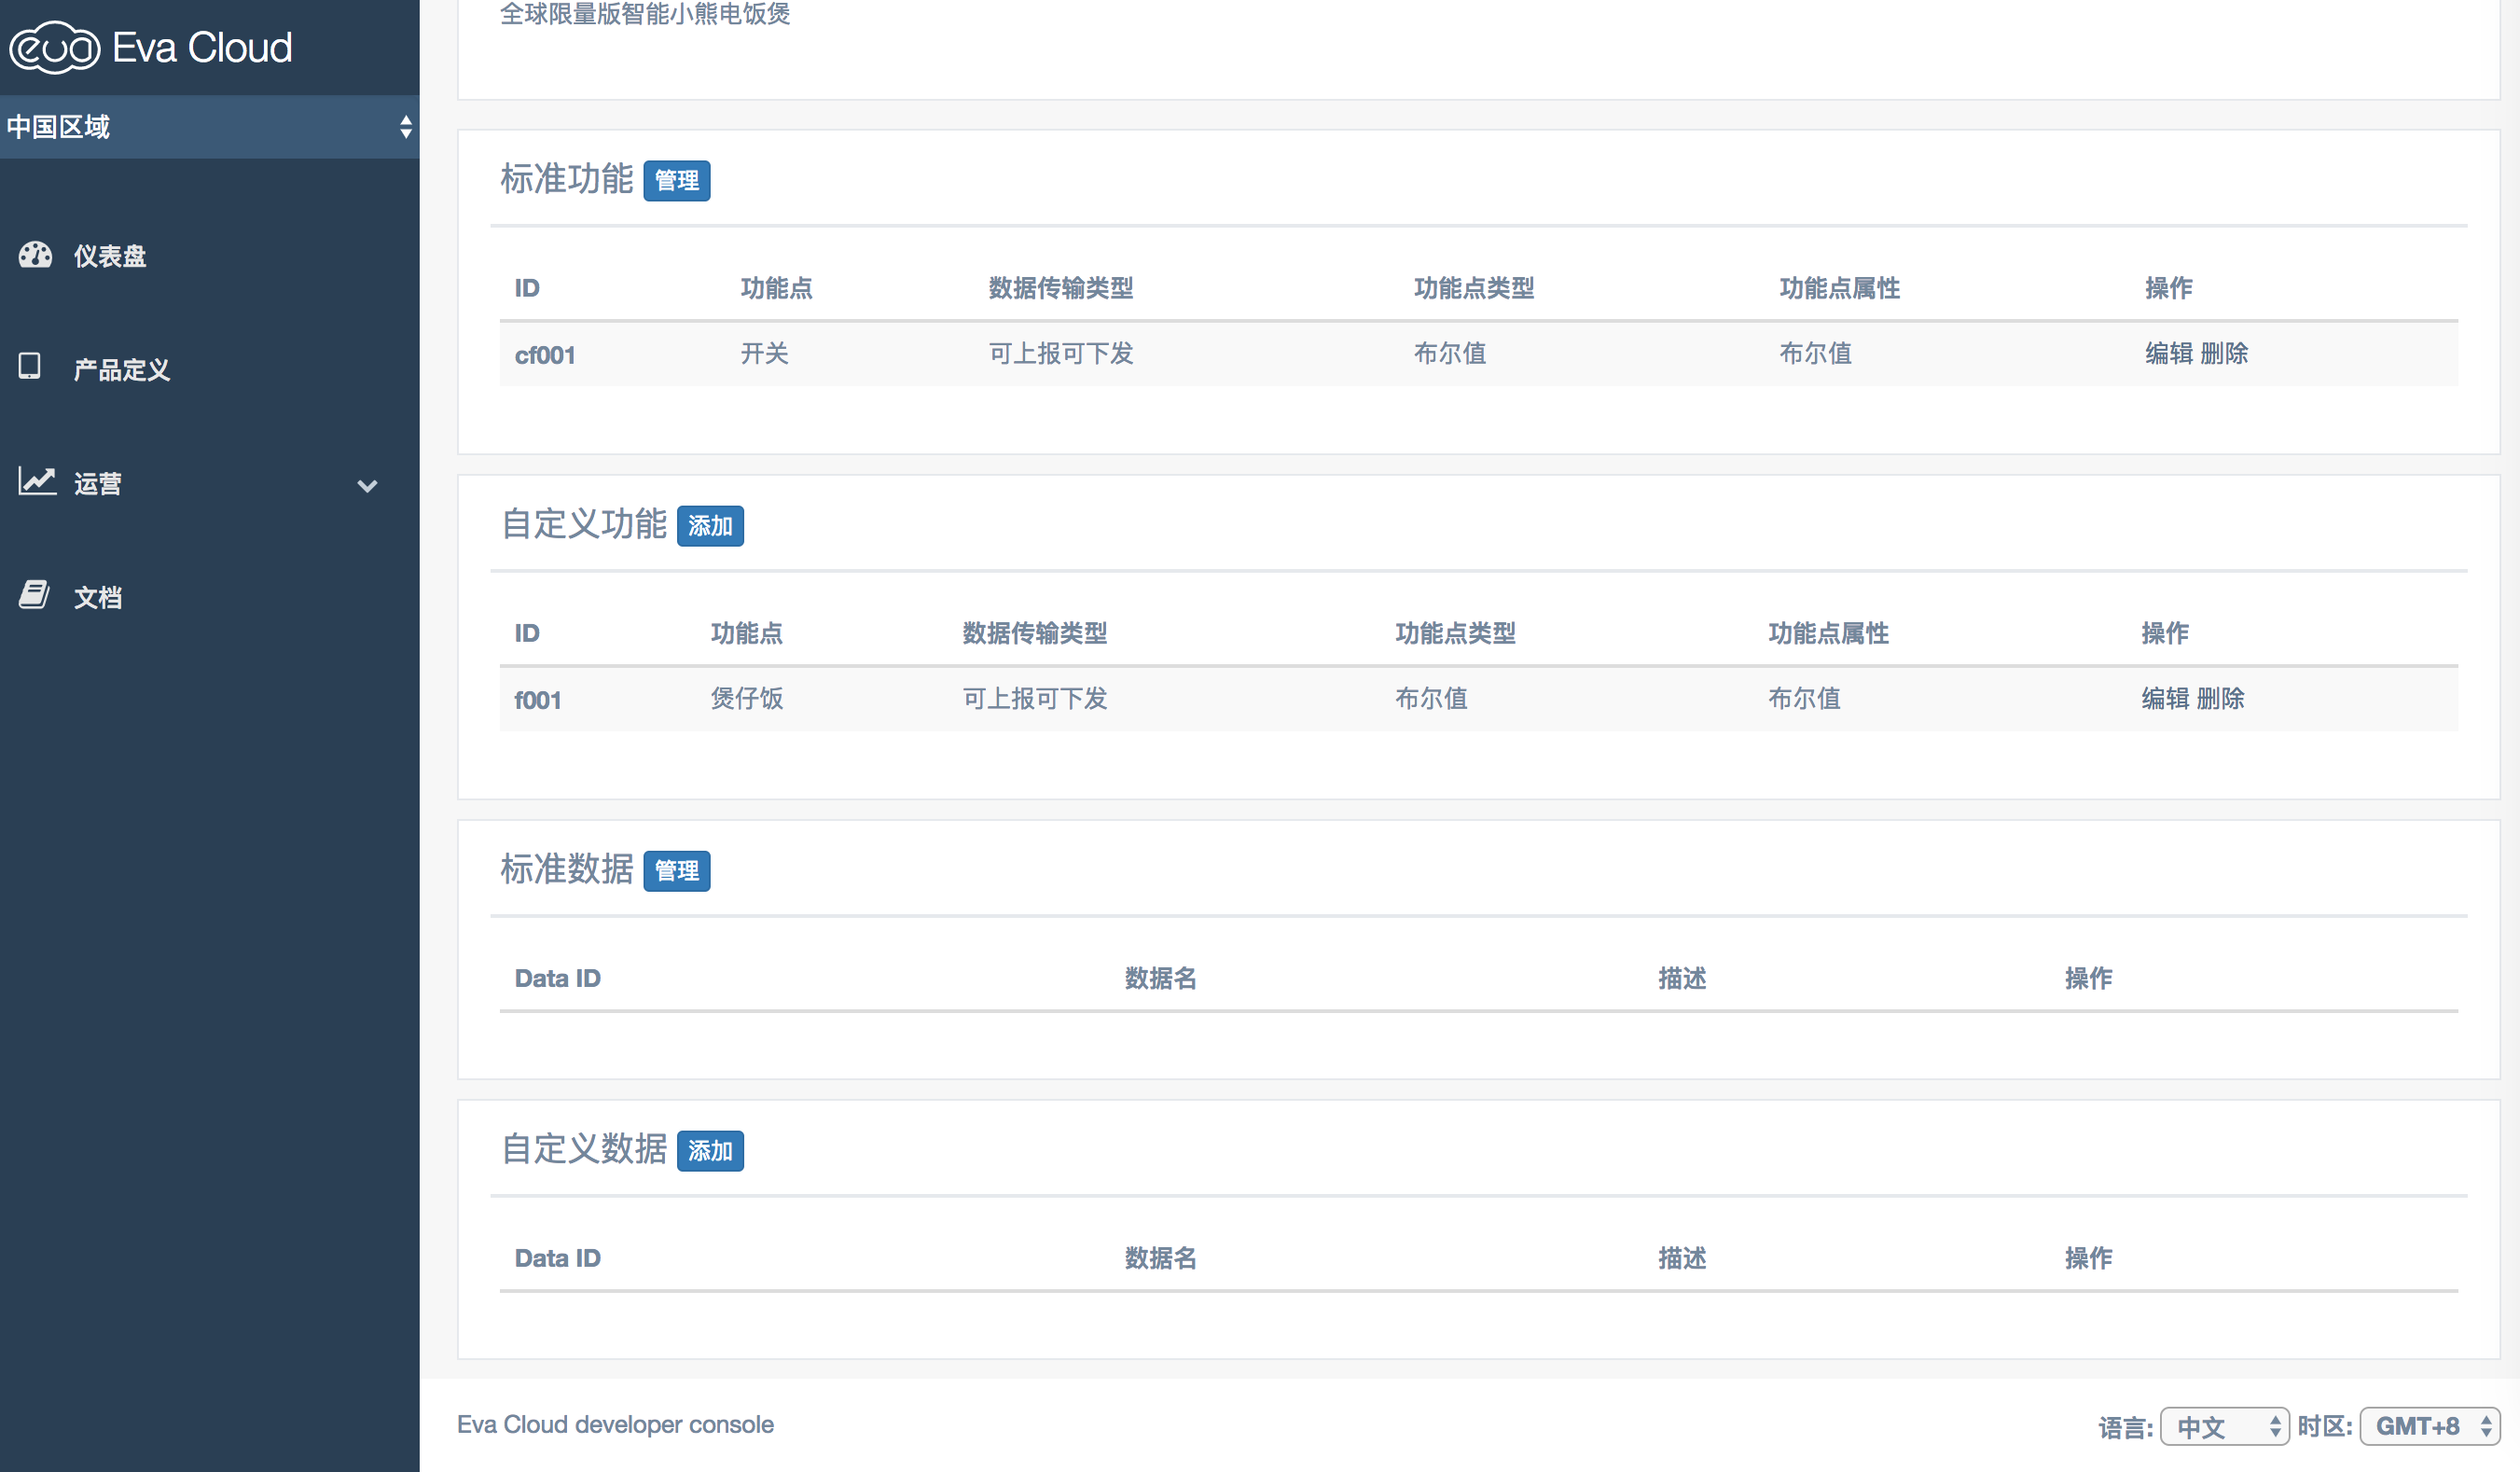 eva Eva Cloud
中国区域
仪表盘
产品定义
运营
文档
全球限量版智能小熊电饭煲
标准功能 管理
ID 功能点 数据传输类型 功能点类型 功能点属性 操作
cf001 开关 可上报可下发 布尔值 布尔值 编辑 删除
自定义功能 添加
ID 功能点 数据传输类型 功能点类型 功能点属性 操作
f001 煲仔饭 可上报可下发 布尔值 布尔值 编辑 删除
标准数据 管理
Data ID 数据名 描述 操作
自定义数据 添加
Data ID 数据名 描述 操作
Eva Cloud developer console 语言: 中文 时区: GMT+8